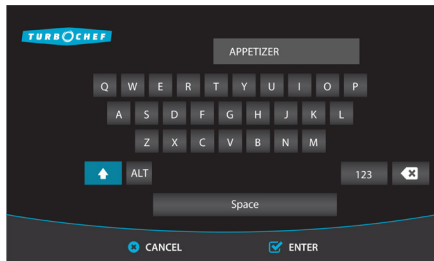 TURBOCHEF
APPETIZER
Q W E R T Y U I O P
A S D F G H J K L
Z X C V B N M
ALT 123
Space
CANCEL ENTER